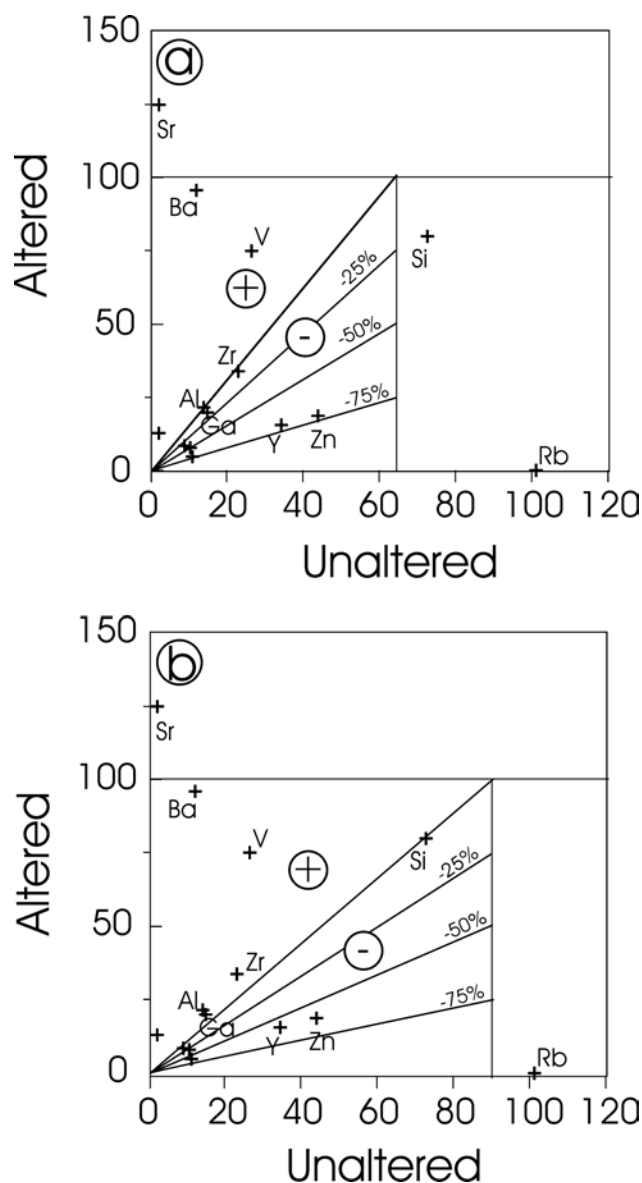 150
a
Sr
100
Ba
V
Si
Altered
+
-25%
50
-
-50%
Zr
AL
-75%
Ga
Y
Zn
Rb
0
0 20 40 60 80 100 120
Unaltered
150
b
Sr
100
Ba
V
Si
Altered
+
-25%
50
-
-50%
Zr
AL
-75%
Ga
Y
Zn
Rb
0
0 20 40 60 80 100 120
Unaltered